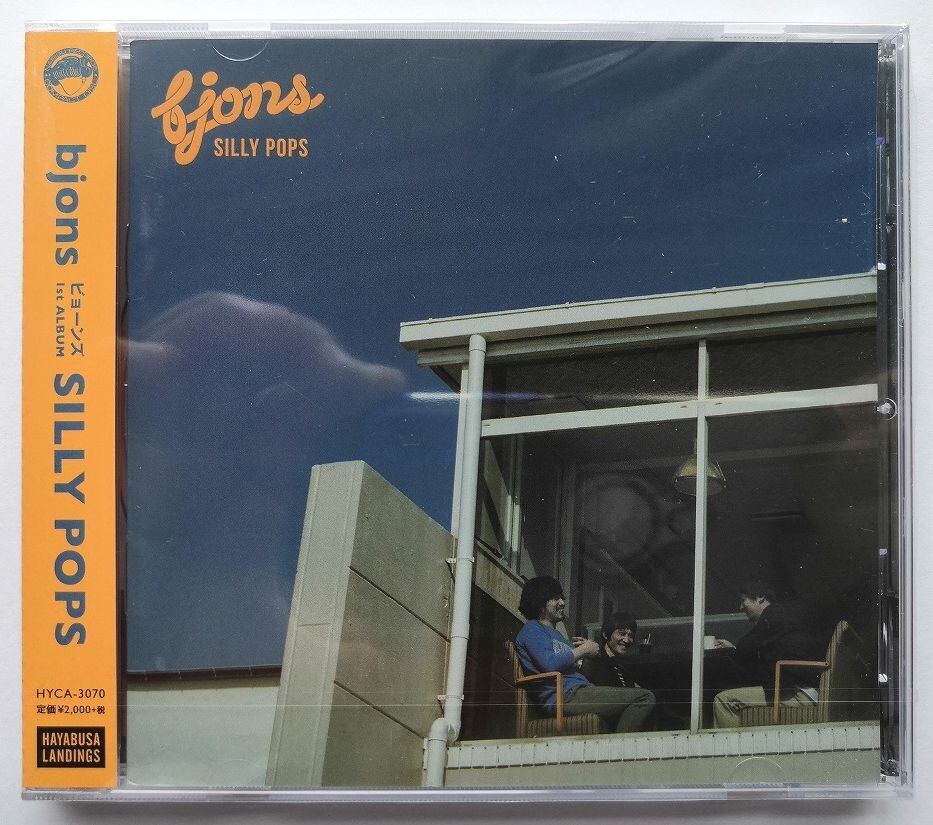 bjons
ビョーンズ
1st ALBUM
SILLY POPS
HYCA-3070
定価¥2,000+税
HAYABUSA
LANDINGS
bjons
SILLY POPS